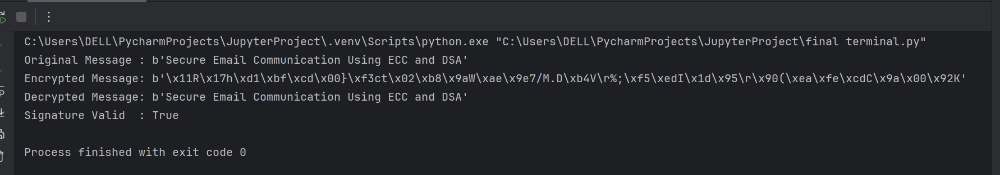 C:\Users\DELL\PycharmProjects\JupyterProject\.venv\Scripts\python.exe "C:\Users\DELL\PycharmProjects\JupyterProject\final terminal.py"
Original Message : b'Secure Email Communication Using ECC and DSA'
Encrypted Message: b'\x11R\x17h\xd1\xbf\xcd\x00}\xf3ct\x02\xb8\x9aW\xae\x9e7/M.D\xb4V\r%;\xf5\xedI\x1d\x95\r\x90(\xea\xfe\xcdC\x9a\x00\x92K'
Decrypted Message: b'Secure Email Communication Using ECC and DSA'
Signature Valid  : True
Process finished with exit code 0